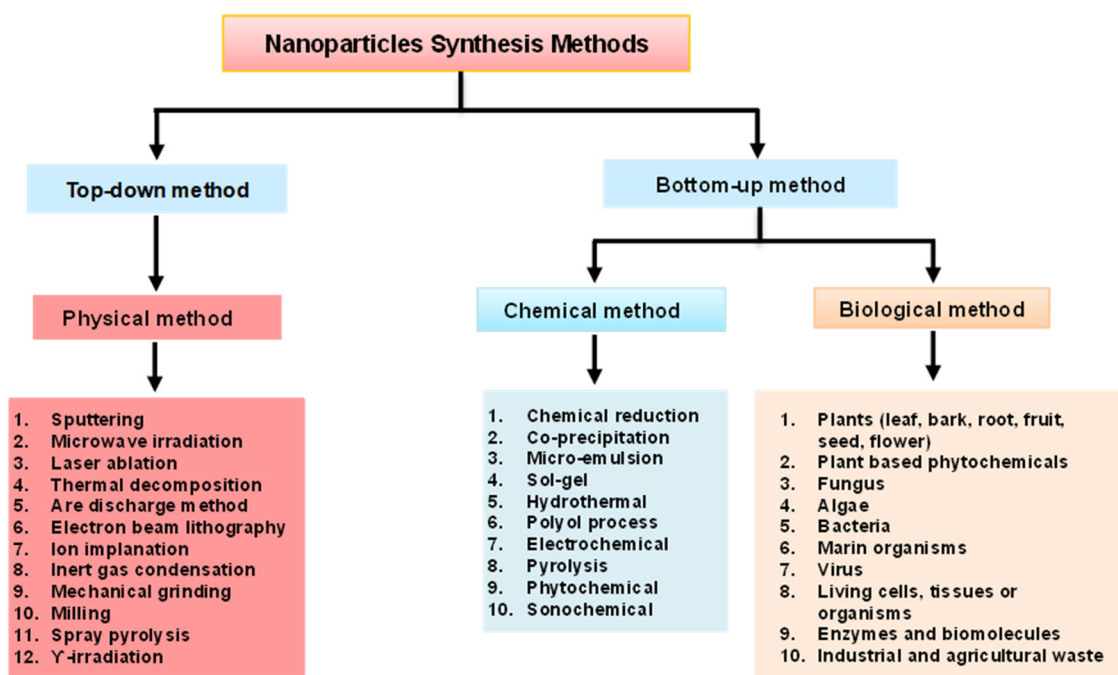 Nanoparticles Synthesis Methods
Top-down method
Bottom-up method
Physical method
Chemical method
Biological method
1. Sputtering
2. Microwave irradiation
3. Laser ablation
4. Thermal decomposition
5. Are discharge method
6. Electron beam lithography
7. Ion implanation
8. Inert gas condensation
9. Mechanical grinding
10. Milling
11. Spray pyrolysis
12. ϒ-irradiation
1. Chemical reduction
2. Co-precipitation
3. Micro-emulsion
4. Sol-gel
5. Hydrothermal
6. Polyol process
7. Electrochemical
8. Pyrolysis
9. Phytochemical
10. Sonochemical
1. Plants (leaf, bark, root, fruit,
seed, flower)
2. Plant based phytochemicals
3. Fungus
4. Algae
5. Bacteria
6. Marin organisms
7. Virus
8. Living cells, tissues or
organisms
9. Enzymes and biomolecules
10. Industrial and agricultural waste